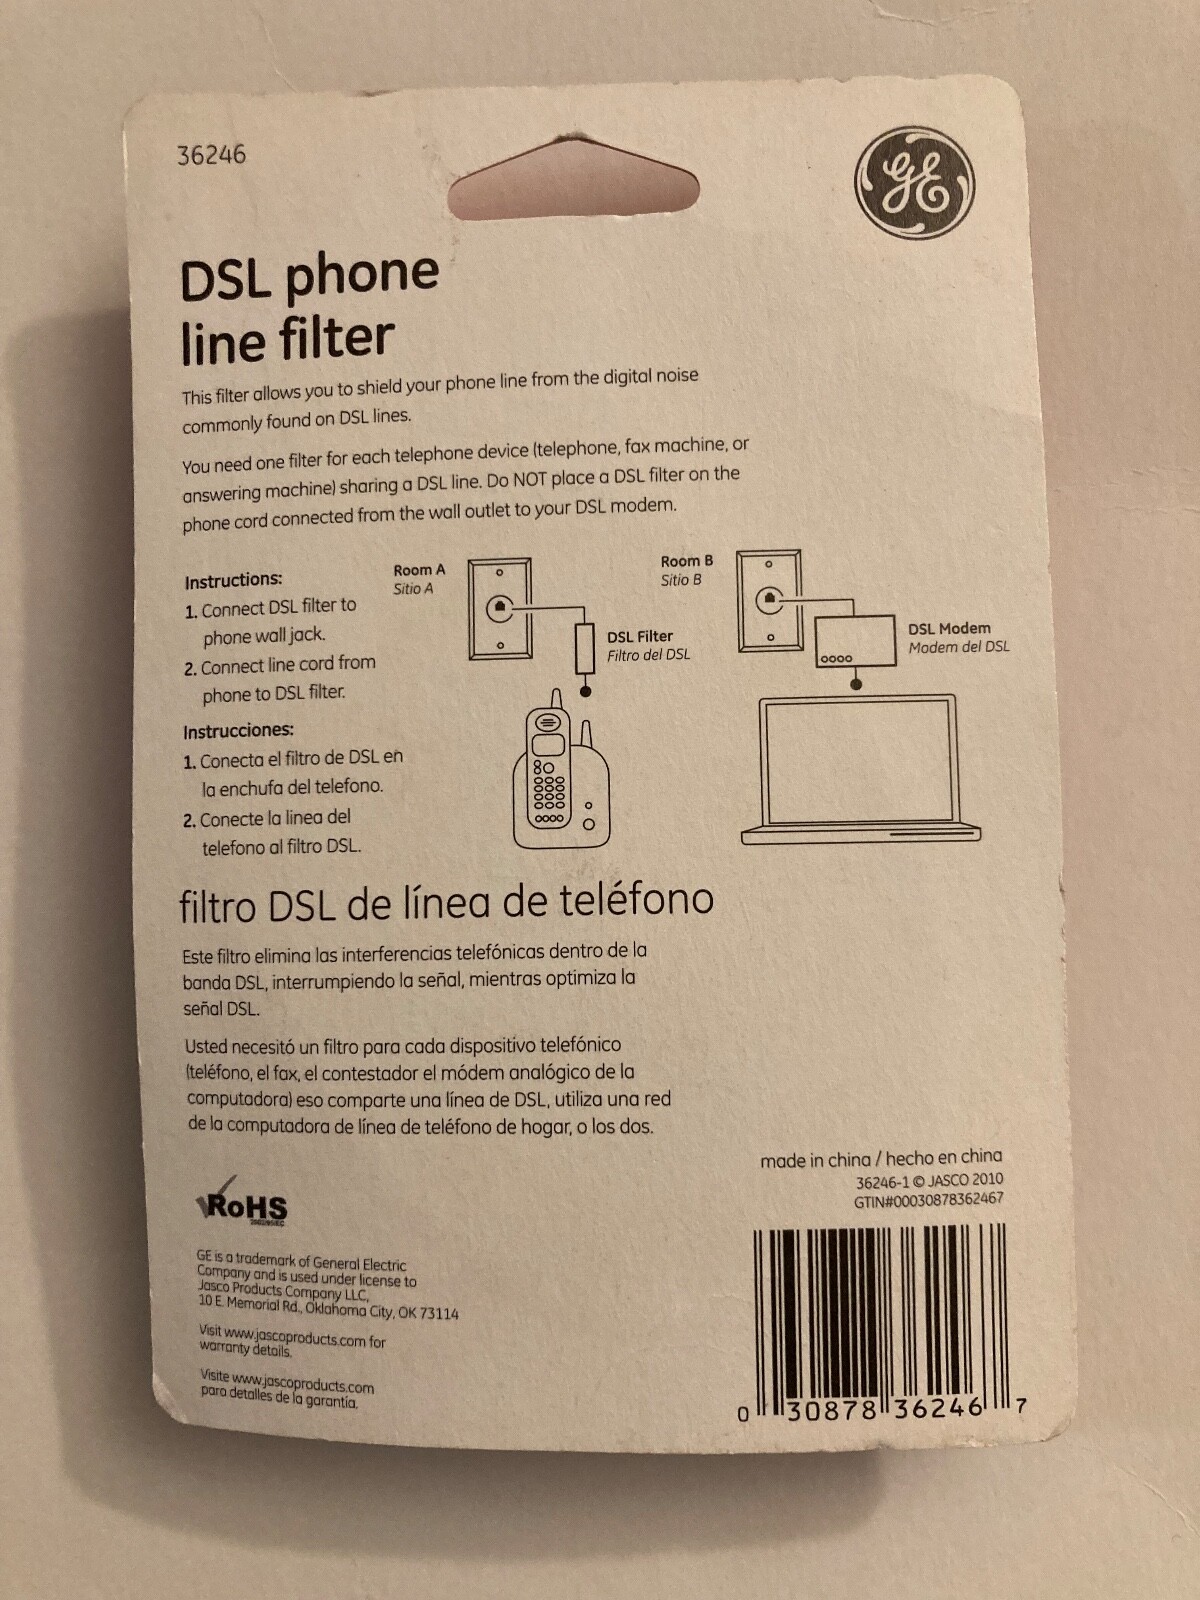 36246
GE
DSL phone
line filter
This filter allows you to shield your phone line from the digital noise
commonly found on DSL lines.
You need one filter for each telephone device (telephone, fax machine, or
answering machine) sharing a DSL line. Do NOT place a DSL filter on the
phone cord connected from the wall outlet to your DSL modem.
Instructions:
1. Connect DSL filter to
phone wall jack.
2. Connect line cord from
phone to DSL filter.
Instrucciones:
1. Conecta el filtro de DSL en
la enchufa del telefono.
2. Conecte la linea del
telefono al filtro DSL.
Room A
Sitio A
DSL Filter
Filtro del DSL
Room B
Sitio B
DSL Modem
Modem del DSL
filtro DSL de línea de teléfono
Este filtro elimina las interferencias telefónicas dentro de la
banda DSL, interrumpiendo la señal, mientras optimiza la
señal DSL.
Usted necesitó un filtro para cada dispositivo telefónico
(teléfono, el fax, el contestador el módem analógico de la
computadora) eso comparte una línea de DSL, utiliza una red
de la computadora de línea de teléfono de hogar, o los dos.
RoHS
2002/95/EC
GE is a trademark of General Electric
Company and is used under license to
Jasco Products Company LLC,
10 E. Memorial Rd., Oklahoma City, OK 73114
Visit www.jascoproducts.com for
warranty details.
Visite www.jascoproducts.com
para detalles de la garantía.
made in china / hecho en china
36246-1 © JASCO 2010
GTIN#00030878362467
0 30878 36246 7